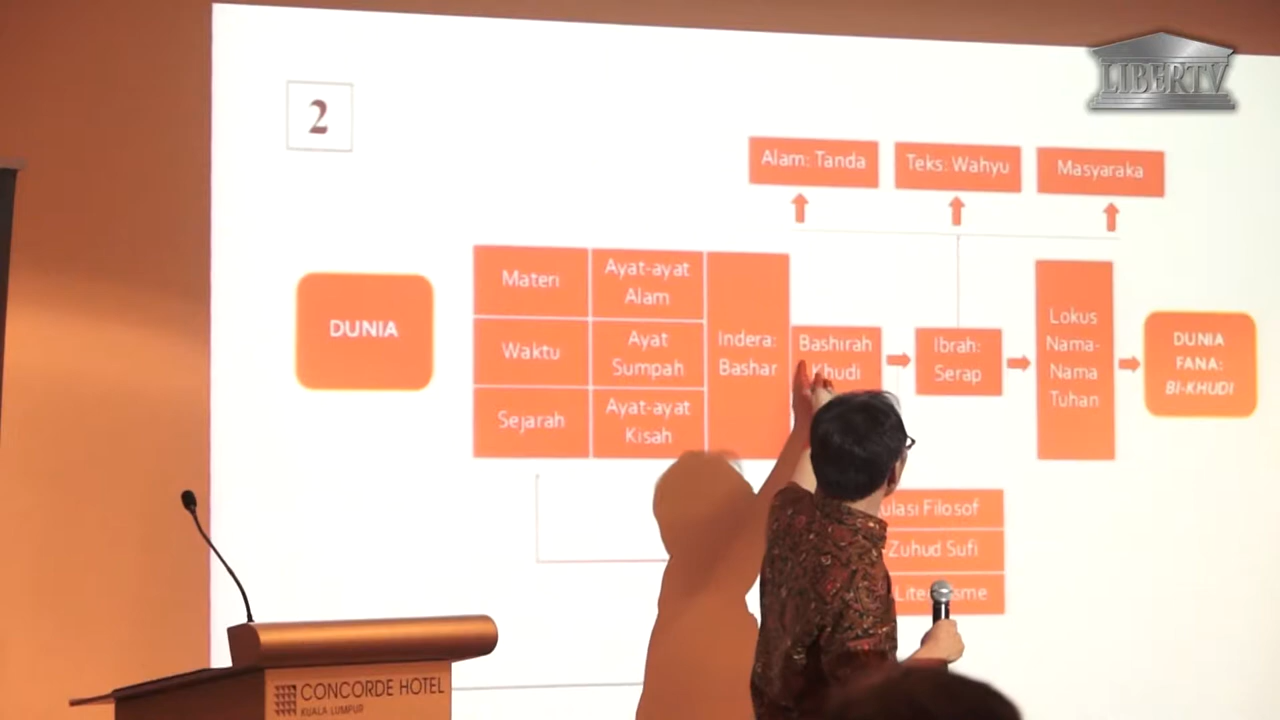 LIBERTV
2
Alam: Tanda
Teks: Wahyu
Masyaraka
DUNIA
Materi
Ayat-ayat
Alam
Waktu
Ayat
Sumpah
Sejarah
Ayat-ayat
Kisah
Indera:
Bashar
Bashirah
Khudi
Ibrah:
Serap
Lokus
Nama-
Nama
Tuhan
DUNIA
FANA:
BI-KHUDI
Filosof
Zuhud Sufi
CONCORDE HOTEL
KUALA LUMPUR